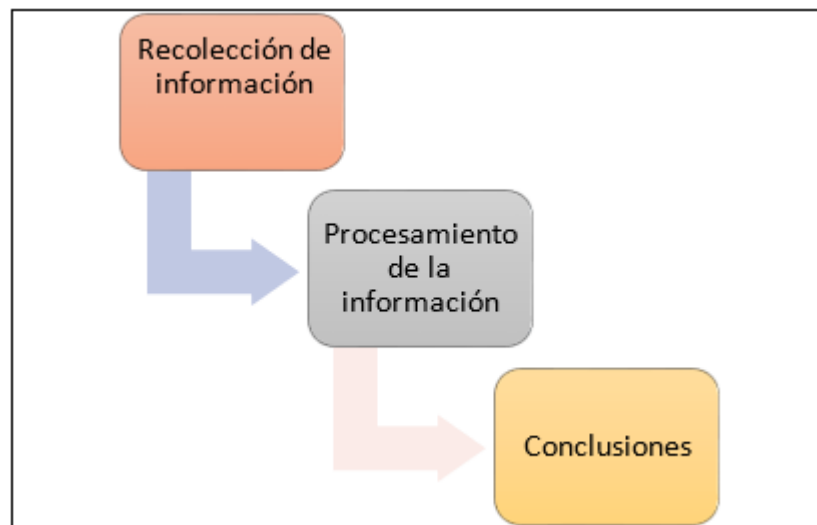 Recolección de
información
Procesamiento
de la
información
Conclusiones